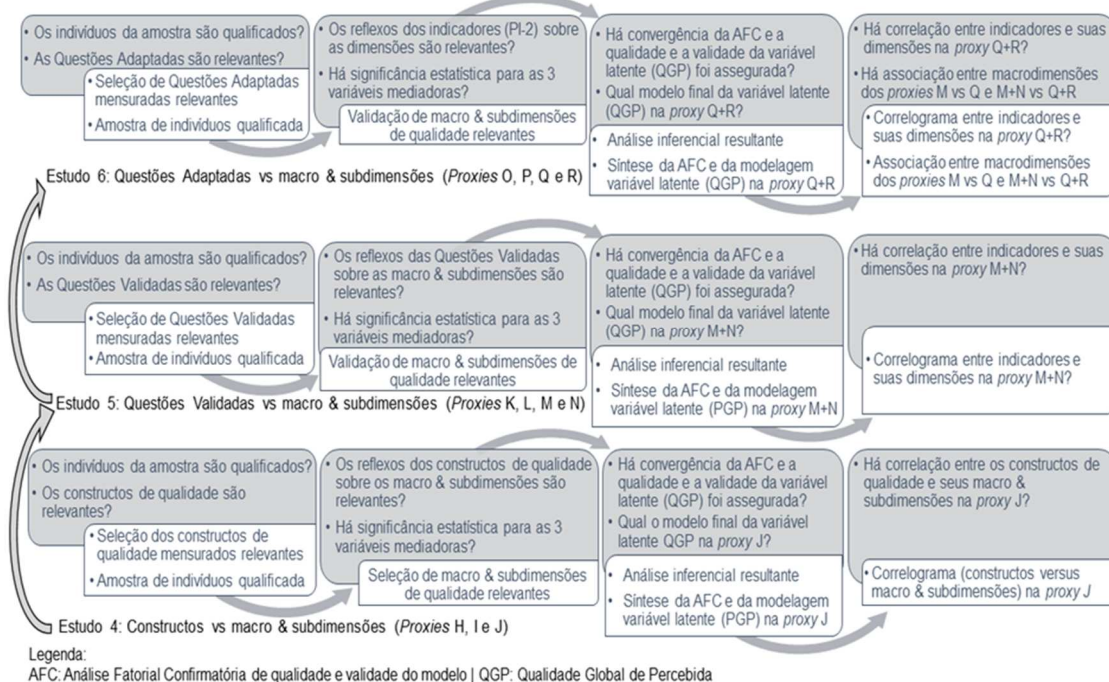 • Os indivíduos da amostra são qualificados?
• As Questões Adaptadas são relevantes?
• Seleção de Questões Adaptadas
mensuradas relevantes
• Amostra de indivíduos qualificada
• Os reflexos dos indicadores (PI-2) sobre
as dimensões são relevantes?
• Há significância estatística para as 3
variáveis mediadoras?
Validação de macro & subdimensões
de qualidade relevantes
• Há convergência da AFC e a
qualidade e a validade da variável
latente (QGP) foi assegurada?
• Qual modelo final da variável latente
(QGP) na proxy Q+R?
• Análise inferencial resultante
• Síntese da AFC e da modelagem
variável latente (QGP) na proxy Q+R
• Há correlação entre indicadores e suas
dimensões na proxy Q+R?
• Há associação entre macrodimensões
dos proxies M vs Q e M+N vs Q+R
• Correlograma entre indicadores e
suas dimensões na proxy Q+R?
• Associação entre macrodimensões
dos proxies M vs Q e M+N vs Q+R
Estudo 6: Questões Adaptadas vs macro & subdimensões (Proxies O, P, Q e R)
• Os indivíduos da amostra são qualificados?
• As Questões Validadas são relevantes?
• Seleção de Questões Validadas
mensuradas relevantes
• Amostra de indivíduos qualificada
• Os reflexos das Questões Validadas
sobre as macro & subdimensões são
relevantes?
• Há significância estatística para as 3
variáveis mediadoras?
Validação de macro & subdimensões de
qualidade relevantes
• Há convergência da AFC e a
qualidade e a validade da variável
latente (QGP) foi assegurada?
• Qual modelo final da variável latente
(QGP) na proxy M+N?
• Análise inferencial resultante
• Síntese da AFC e da modelagem
variável latente (PGP) na proxy M+N
• Há correlação entre indicadores e suas
dimensões na proxy M+N?
• Correlograma entre indicadores e
suas dimensões na proxy M+N?
Estudo 5: Questões Validadas vs macro & subdimensões (Proxies K, L, M e N)
• Os indivíduos da amostra são qualificados?
• Os constructos de qualidade são
relevantes?
• Seleção dos constructos de
qualidade mensurados relevantes
• Amostra de indivíduos qualificada
• Os reflexos dos constructos de qualidade
sobre os macro & subdimensões são
relevantes?
• Há significância estatística para as 3
variáveis mediadoras?
Seleção de macro & subdimensões
de qualidade relevantes
• Há convergência da AFC e a
qualidade e a validade da variável
latente (QGP) foi assegurada?
• Qual o modelo final da variável
latente QGP na proxy J?
• Análise inferencial resultante
• Síntese da AFC e da modelagem
variável latente (PGP) na proxy J
• Há correlação entre os constructos de
qualidade e seus macro &
subdimensões na proxy J?
• Correlograma (constructos versus
macro & subdimensões) na proxy J
Estudo 4: Constructos vs macro & subdimensões (Proxies H, I e J)
Legenda:
AFC: Análise Fatorial Confirmatória de qualidade e validade do modelo | QGP: Qualidade Global de Percebida